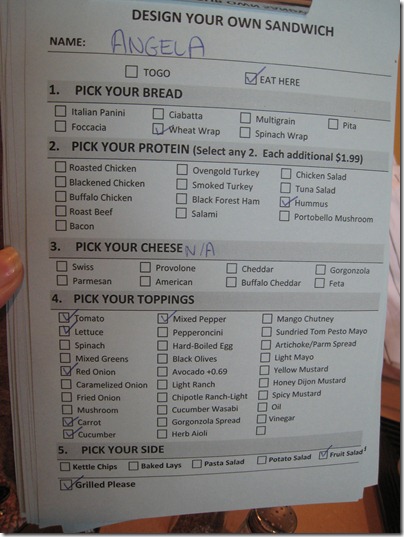 DESIGN YOUR OWN SANDWICH
NAME: ANGELA
TOGO EAT HERE
1. PICK YOUR BREAD
Italian Panini Ciabatta Multigrain Pita
Foccacia Wheat Wrap Spinach Wrap
2. PICK YOUR PROTEIN (Select any 2. Each additional $1.99)
Roasted Chicken Ovengold Turkey Chicken Salad
Blackened Chicken Smoked Turkey Tuna Salad
Buffalo Chicken Black Forest Ham Hummus
Roast Beef Salami Portobello Mushroom
Bacon
3. PICK YOUR CHEESE N/A
Swiss Provolone Cheddar Gorgonzola
Parmesan American Buffalo Cheddar Feta
4. PICK YOUR TOPPINGS
Tomato Mixed Pepper Mango Chutney
Lettuce Pepperoncini Sundried Tom Pesto Mayo
Spinach Hard-Boiled Egg Artichoke/Parm Spread
Mixed Greens Black Olives Light Mayo
Red Onion Avocado +0.69 Yellow Mustard
Caramelized Onion Light Ranch Honey Dijon Mustard
Fried Onion Chipotle Ranch-Light Spicy Mustard
Mushroom Cucumber Wasabi Oil
Carrot Gorgonzola Spread Vinegar
Cucumber Herb Aioli
5. PICK YOUR SIDE
Kettle Chips Baked Lays Pasta Salad Potato Salad Fruit Salad!
Grilled Please